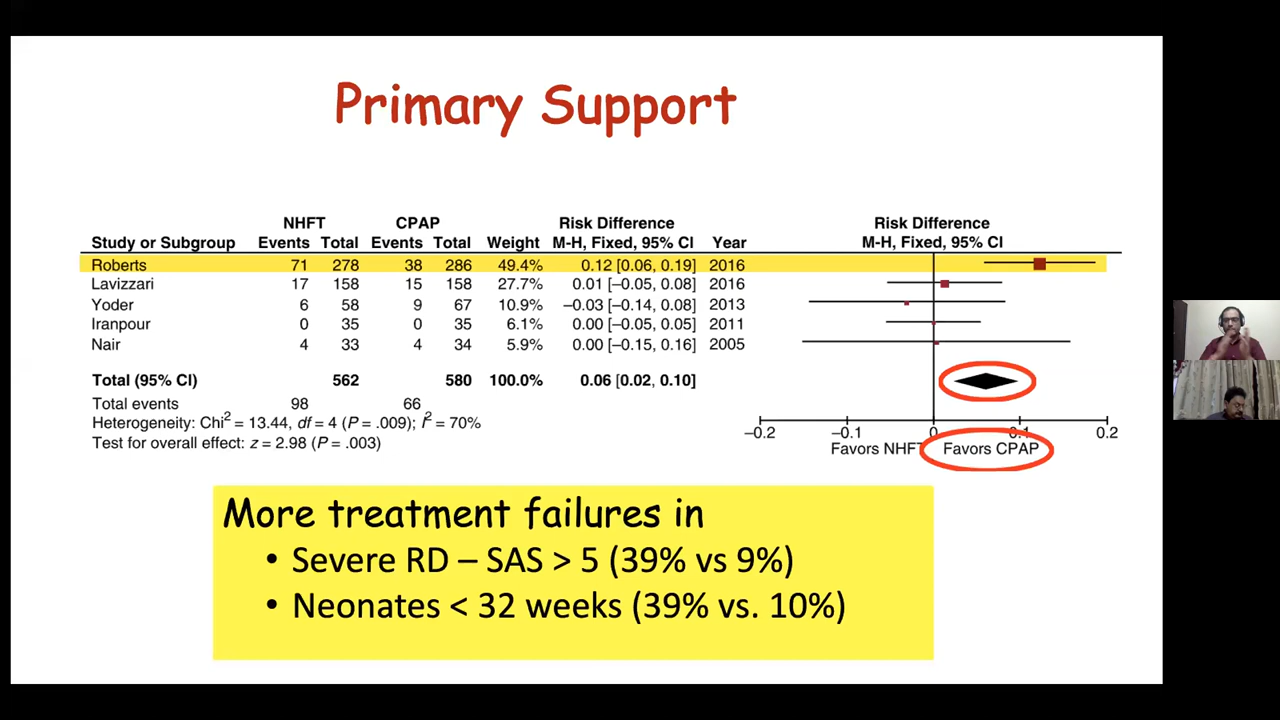 Primary Support
NHFT CPAP Risk Difference Risk Difference
Study or Subgroup Events Total Events Total Weight M-H, Fixed, 95% CI Year M-H, Fixed, 95% CI
Roberts 71 278 38 286 49.4% 0.12 [0.06, 0.19] 2016
Lavizzari 17 158 15 158 27.7% 0.01 [–0.05, 0.08] 2016
Yoder 6 58 9 67 10.9% –0.03 [–0.14, 0.08] 2013
Iranpour 0 35 0 35 6.1% 0.00 [–0.05, 0.05] 2011
Nair 4 33 4 34 5.9% 0.00 [–0.15, 0.16] 2005
Total (95% CI) 562 580 100.0% 0.06 [0.02, 0.10]
Total events 98 66
Heterogeneity: Chi² = 13.44, df = 4 (P = .009); I² = 70%
Test for overall effect: z = 2.98 (P = .003)
–0.2 –0.1 0 0.1 0.2
Favors NHFT Favors CPAP
More treatment failures in
• Severe RD – SAS > 5 (39% vs 9%)
• Neonates < 32 weeks (39% vs. 10%)